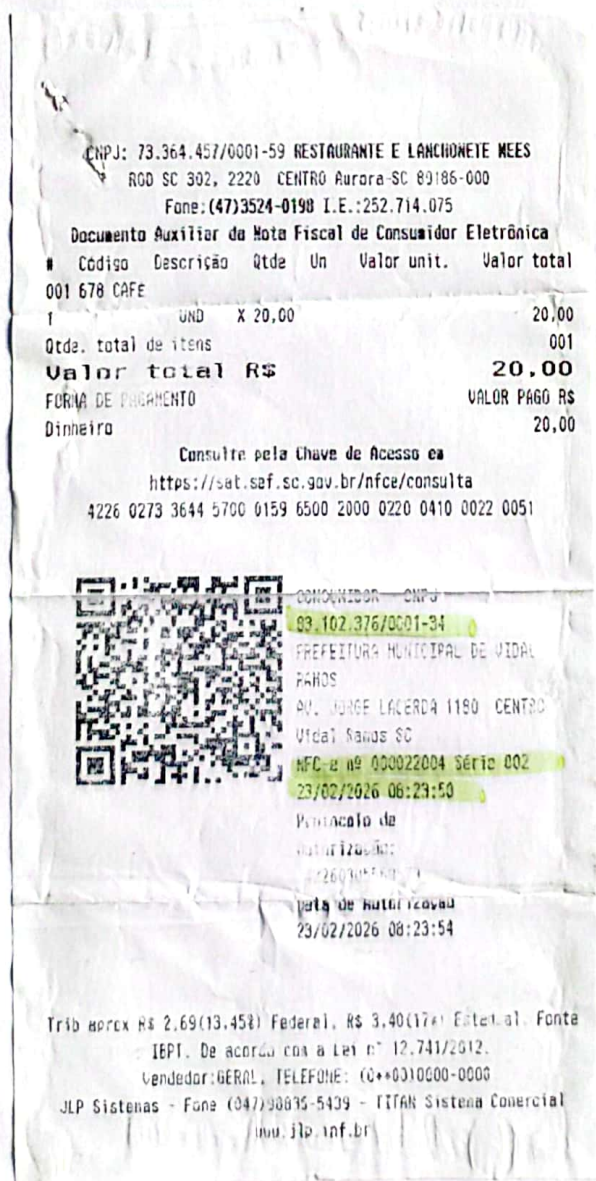 CNPJ: 73.364.457/0001-59 RESTAURANTE E LANCHONETE MEES
ROD SC 302, 2220 CENTRO Aurora-SC 89186-000
Fone:(47)3524-0198 I.E.:252.714.075
Documento Auxiliar da Nota Fiscal de Consumidor Eletrônica
# Código Descrição Qtde Un Valor unit. Valor total
001 678 CAFE
1 UND X 20,00 20,00
Qtde. total de itens 001
Valor total R$ 20,00
FORMA DE PAGAMENTO VALOR PAGO R$
Dinheiro 20,00
Consulte pela Chave de Acesso em
https://sat.sef.sc.gov.br/nfce/consulta
4226 0273 3644 5700 0159 6500 2000 0220 0410 0022 0051
CONSUMIDOR - CNPJ
83.102.376/0001-34
PREFEITURA MUNICIPAL DE VIDAL
RAMOS
AV. JORGE LACERDA 1180 CENTRO
Vidal Ramos SC
NFC-e nº 000022004 Série 002
23/02/2026 08:23:50
Protocolo de
Autorização:
Data de Autorização
23/02/2026 08:23:54
Trib aprox R$ 2,69(13,45%) Federal, R$ 3,40(17%) Estadual. Fonte
IBPT. De acordo com a Lei nº 12.741/2012.
Vendedor:GERAL, TELEFONE: (0**00)0000-0000
JLP Sistemas - Fone (047) - TITAN Sistema Comercial
www.jlp.inf.br